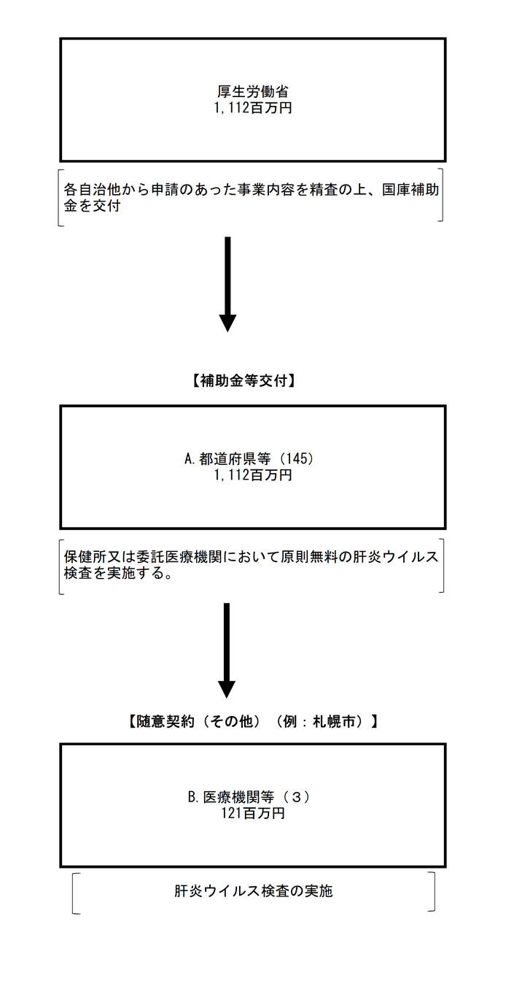 厚生労働省
1,112百万円
各自治他から申請のあった事業内容を精査の上、国庫補助
金を交付
【補助金等交付】
A.都道府県等（145）
1,112百万円
保健所又は委託医療機関において原則無料の肝炎ウイルス
検査を実施する。
【随意契約（その他）（例：札幌市）】
B.医療機関等（３）
121百万円
肝炎ウイルス検査の実施